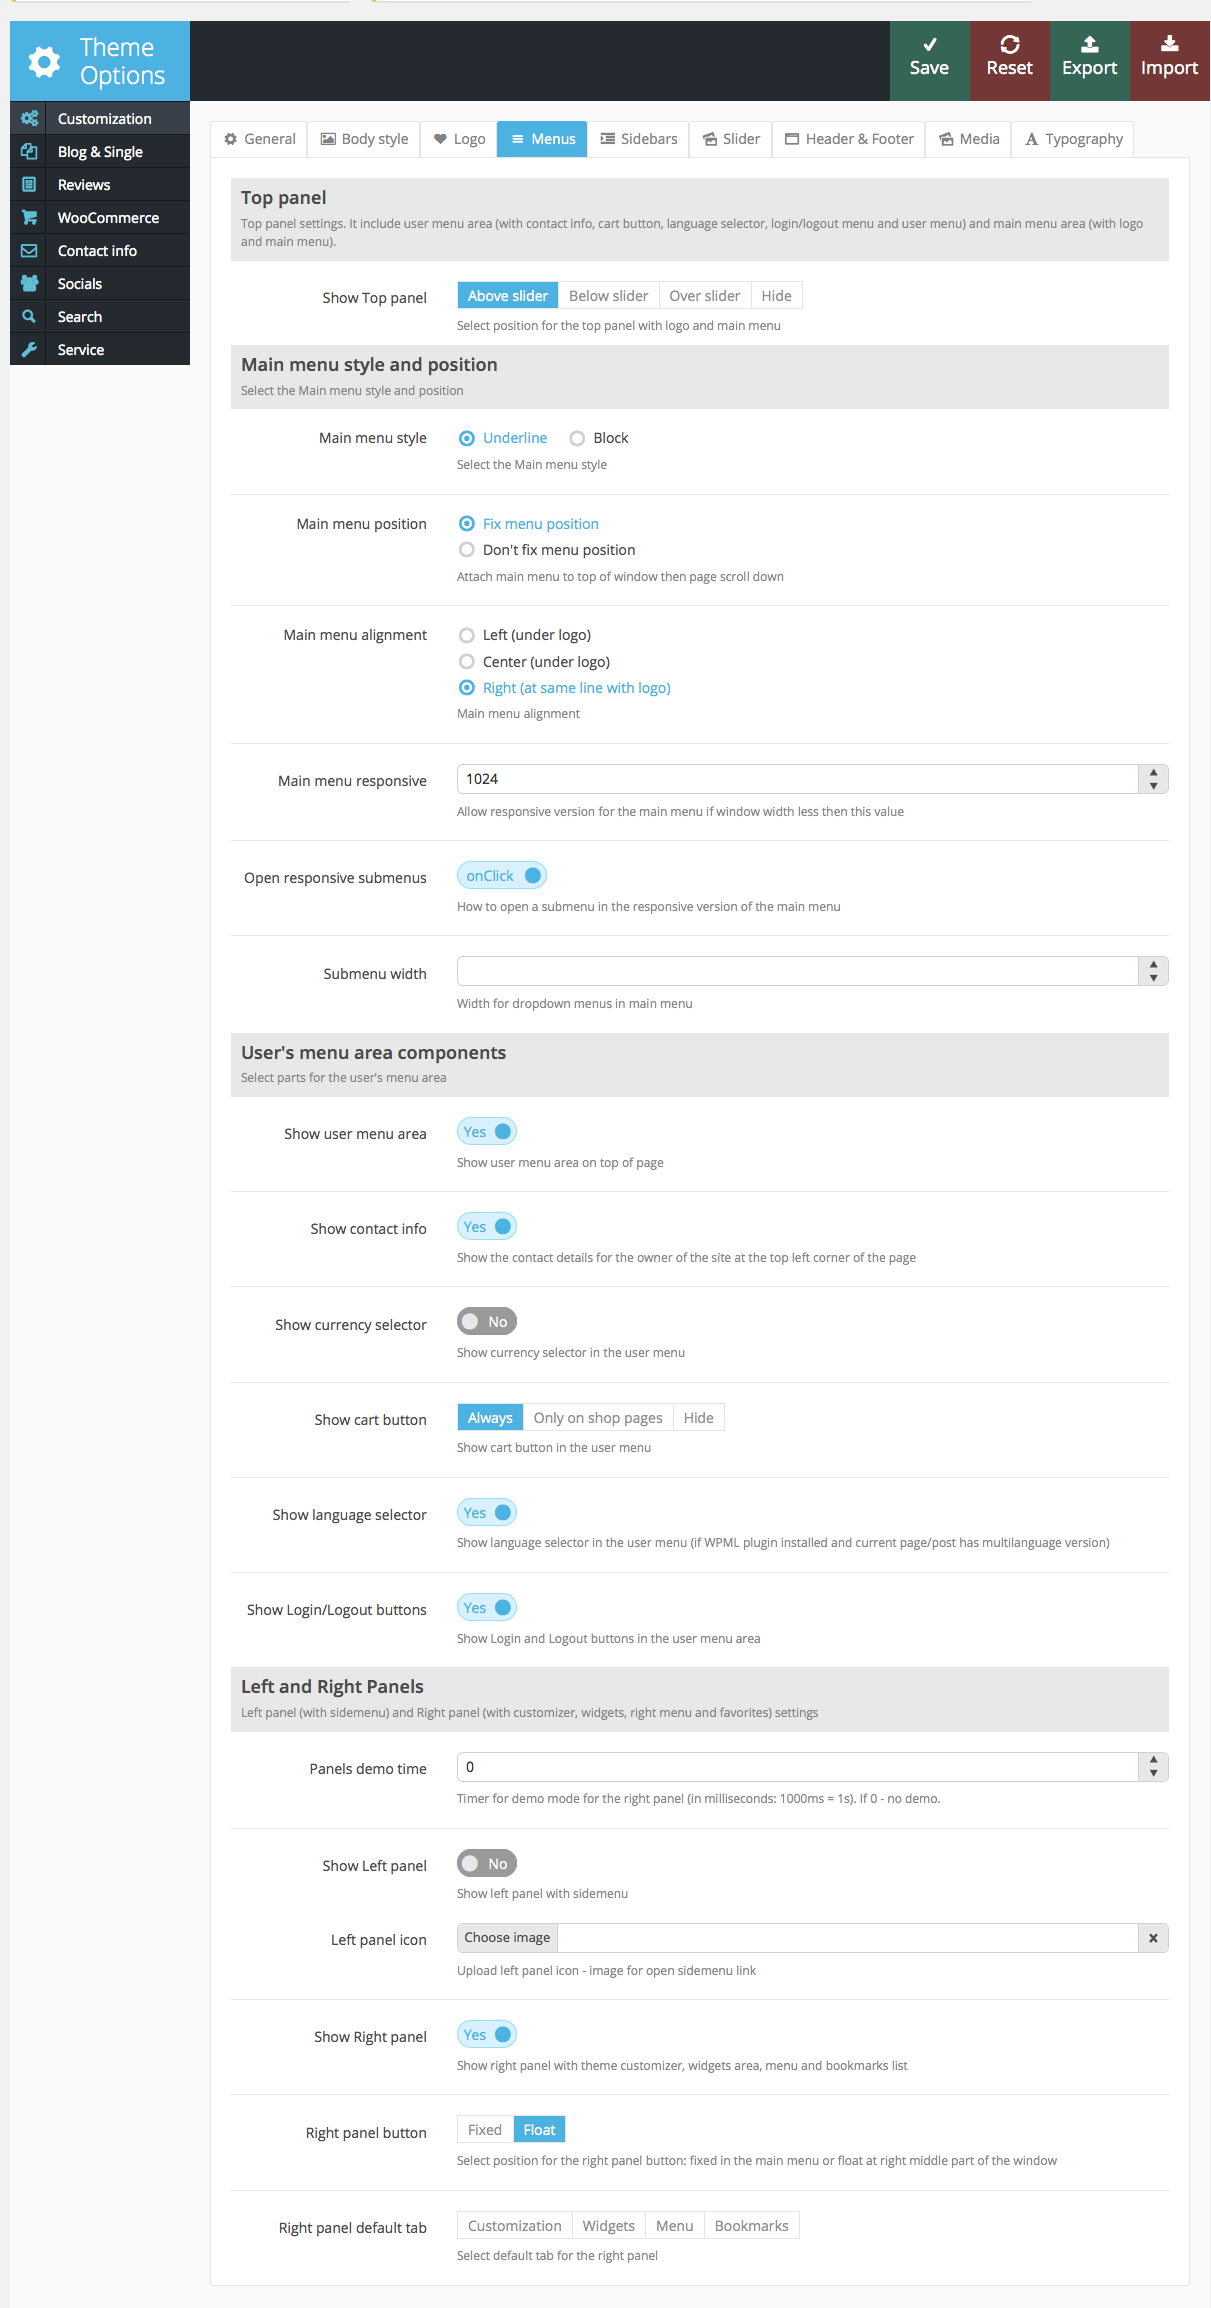 Theme
Options
Save
Reset
Export
Import
Customization
Blog & Single
Reviews
WooCommerce
Contact info
Socials
Search
Service
General
Body style
Logo
Menus
Sidebars
Slider
Header & Footer
Media
Typography
Top panel
Top panel settings. It include user menu area (with contact info, cart button, language selector, login/logout menu and user menu) and main menu area (with logo
and main menu).
Show Top panel
Above slider
Below slider
Over slider
Hide
Select position for the top panel with logo and main menu
Main menu style and position
Select the Main menu style and position
Main menu style
Underline
Block
Select the Main menu style
Main menu position
Fix menu position
Don't fix menu position
Attach main menu to top of window then page scroll down
Main menu alignment
Left (under logo)
Center (under logo)
Right (at same line with logo)
Main menu alignment
Main menu responsive
1024
Allow responsive version for the main menu if window width less then this value
Open responsive submenus
onClick
How to open a submenu in the responsive version of the main menu
Submenu width
Width for dropdown menus in main menu
User's menu area components
Select parts for the user's menu area
Show user menu area
Yes
Show user menu area on top of page
Show contact info
Yes
Show the contact details for the owner of the site at the top left corner of the page
Show currency selector
No
Show currency selector in the user menu
Show cart button
Always
Only on shop pages
Hide
Show cart button in the user menu
Show language selector
Yes
Show language selector in the user menu (if WPML plugin installed and current page/post has multilanguage version)
Show Login/Logout buttons
Yes
Show Login and Logout buttons in the user menu area
Left and Right Panels
Left panel (with sidemenu) and Right panel (with customizer, widgets, right menu and favorites) settings
Panels demo time
0
Timer for demo mode for the right panel (in milliseconds: 1000ms = 1s). If 0 - no demo.
Show Left panel
No
Show left panel with sidemenu
Left panel icon
Choose image
Upload left panel icon - image for open sidemenu link
Show Right panel
Yes
Show right panel with theme customizer, widgets area, menu and bookmarks list
Right panel button
Fixed
Float
Select position for the right panel button: fixed in the main menu or float at right middle part of the window
Right panel default tab
Customization
Widgets
Menu
Bookmarks
Select default tab for the right panel